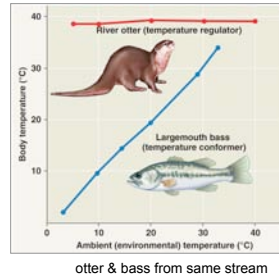 40
River otter (temperature regulator)
30
Body temperature (°C)
20
Largemouth bass
(temperature conformer)
10
0
10
20
30
40
Ambient (environmental) temperature (°C)
otter & bass from same stream